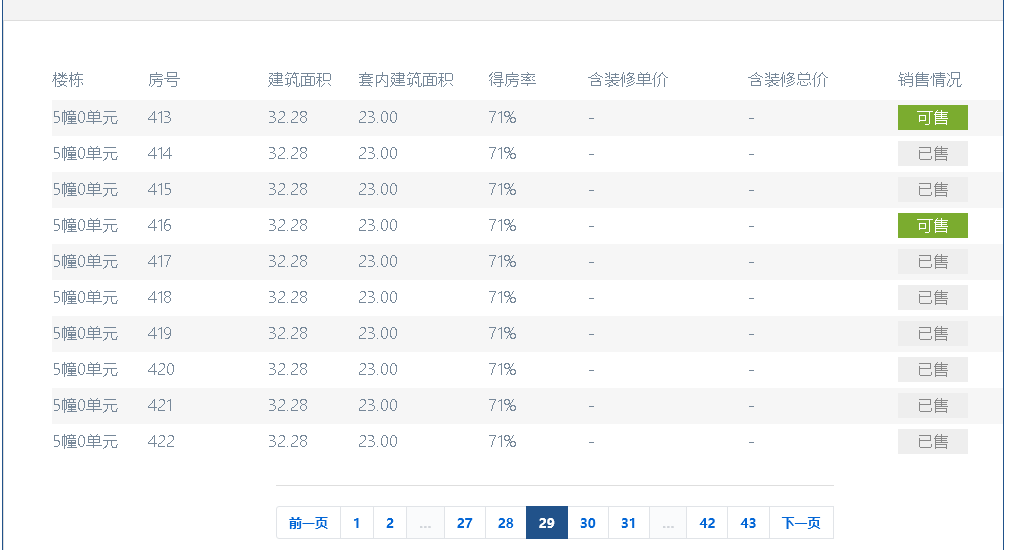 楼栋 房号 建筑面积 套内建筑面积 得房率 含装修单价 含装修总价 销售情况
5幢0单元 413 32.28 23.00 71% - - 可售
5幢0单元 414 32.28 23.00 71% - - 已售
5幢0单元 415 32.28 23.00 71% - - 已售
5幢0单元 416 32.28 23.00 71% - - 可售
5幢0单元 417 32.28 23.00 71% - - 已售
5幢0单元 418 32.28 23.00 71% - - 已售
5幢0单元 419 32.28 23.00 71% - - 已售
5幢0单元 420 32.28 23.00 71% - - 已售
5幢0单元 421 32.28 23.00 71% - - 已售
5幢0单元 422 32.28 23.00 71% - - 已售
前一页 1 2 ... 27 28 29 30 31 ... 42 43 下一页